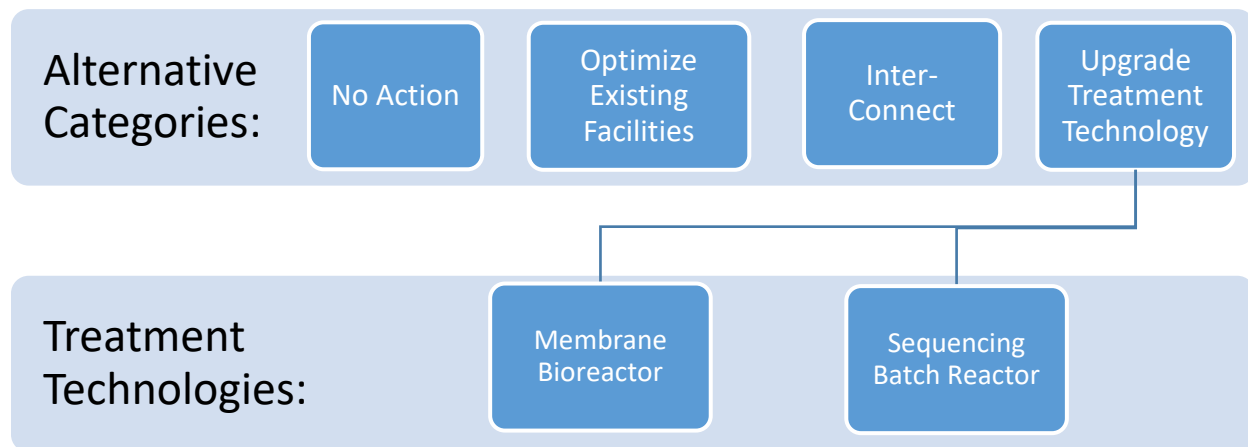 Alternative
Categories:
No Action
Optimize
Existing
Facilities
Inter-
Connect
Upgrade
Treatment
Technology
Treatment
Technologies:
Membrane
Bioreactor
Sequencing
Batch Reactor